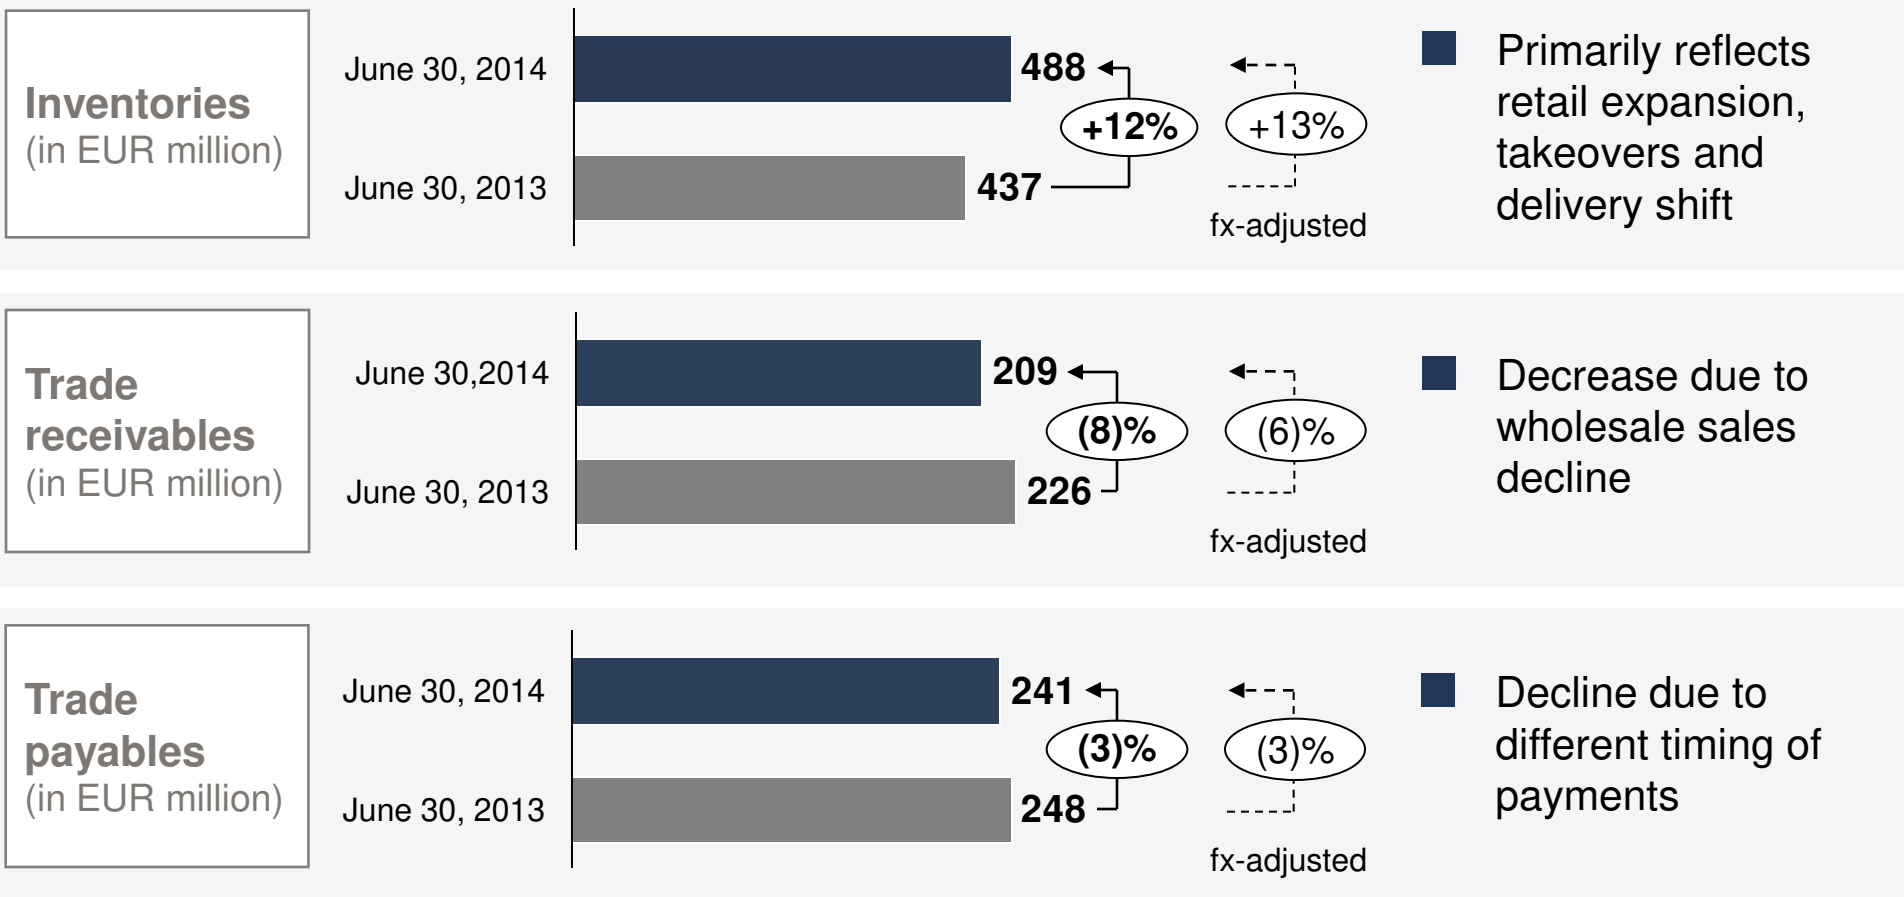 Inventories
(in EUR million)
June 30, 2014
488
+12%
+13%
June 30, 2013
437
fx-adjusted
Primarily reflects
retail expansion,
takeovers and
delivery shift
Trade
receivables
(in EUR million)
June 30,2014
209
(8)%
(6)%
June 30, 2013
226
fx-adjusted
Decrease due to
wholesale sales
decline
Trade
payables
(in EUR million)
June 30, 2014
241
(3)%
(3)%
June 30, 2013
248
fx-adjusted
Decline due to
different timing of
payments